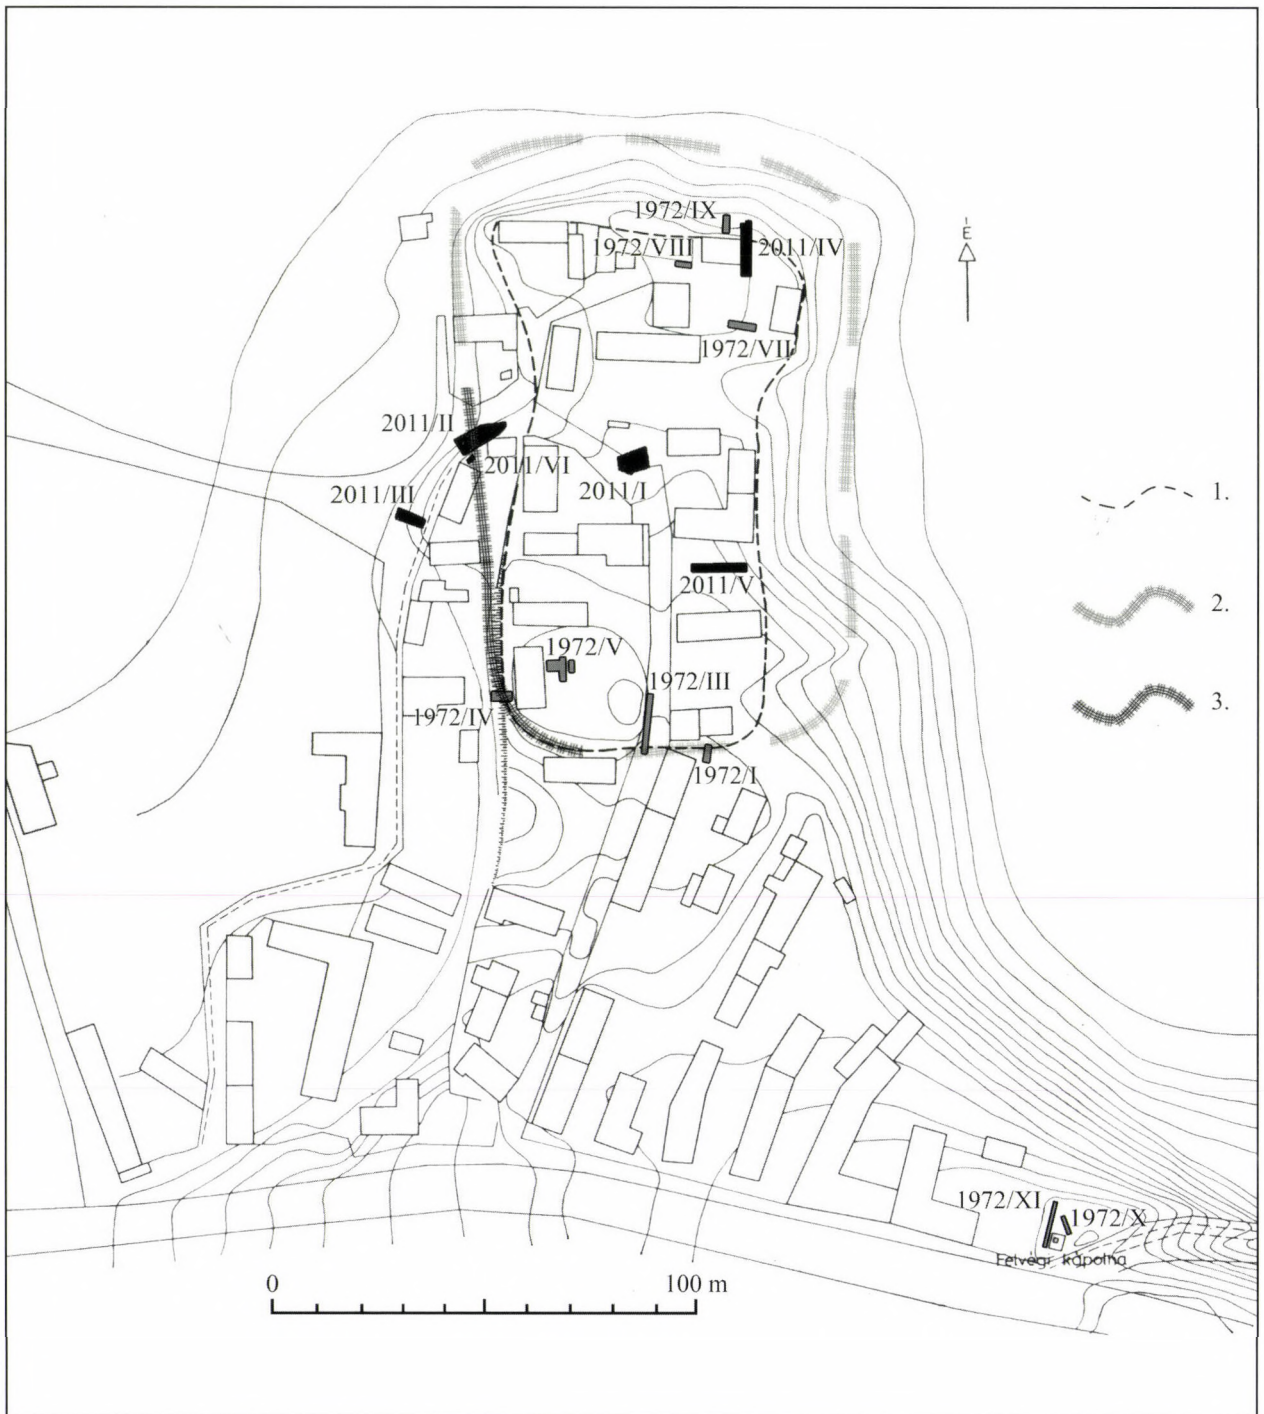 1972/IX
É
1972/VIII
2011/IV
1972/VII
2011/II
2011/VI
2011/I
2011/III
1.
2011/V
2.
1972/V
1972/III
3.
1972/IV
1972/I
1972/XI
1972/X
Felvégi kápolna
0
100 m